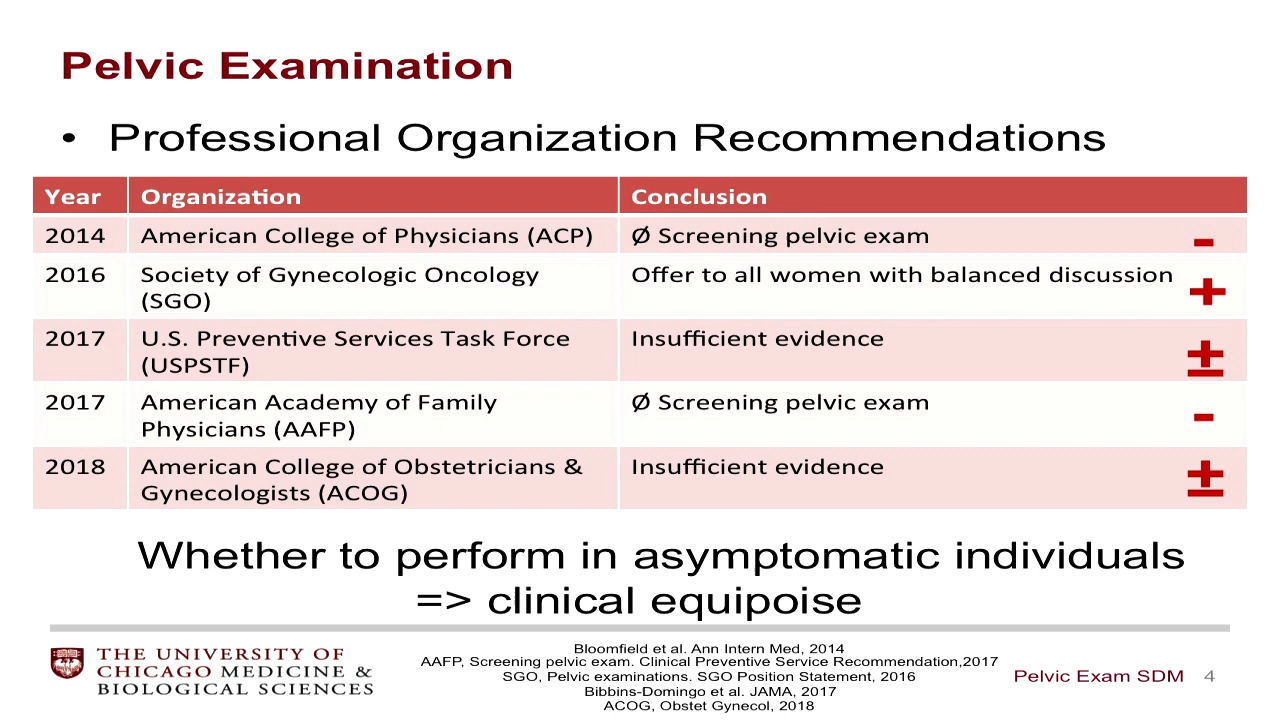 Pelvic Examination
• Professional Organization Recommendations
Year Organization Conclusion
2014 American College of Physicians (ACP) Ø Screening pelvic exam -
2016 Society of Gynecologic Oncology (SGO) Offer to all women with balanced discussion +
2017 U.S. Preventive Services Task Force (USPSTF) Insufficient evidence ±
2017 American Academy of Family Physicians (AAFP) Ø Screening pelvic exam -
2018 American College of Obstetricians & Gynecologists (ACOG) Insufficient evidence ±
Whether to perform in asymptomatic individuals
=> clinical equipoise
THE UNIVERSITY OF
CHICAGO MEDICINE &
BIOLOGICAL SCIENCES
Bloomfield et al. Ann Intern Med, 2014
AAFP, Screening pelvic exam. Clinical Preventive Service Recommendation,2017
SGO, Pelvic examinations. SGO Position Statement, 2016
Bibbins-Domingo et al. JAMA, 2017
ACOG, Obstet Gynecol, 2018
Pelvic Exam SDM 4